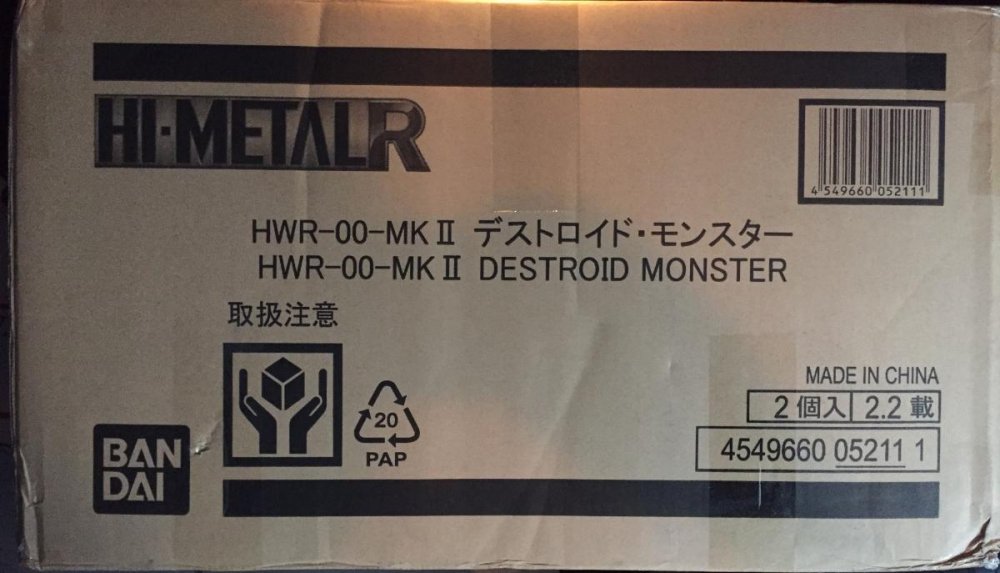 HI-METAL R
4 549660 052111
HWR-00-MKⅡ デストロイド・モンスター
HWR-00-MKⅡ DESTROID MONSTER
取扱注意
20
PAP
MADE IN CHINA
2個入 2.2載
4549660 05211 1
BAN
DAI